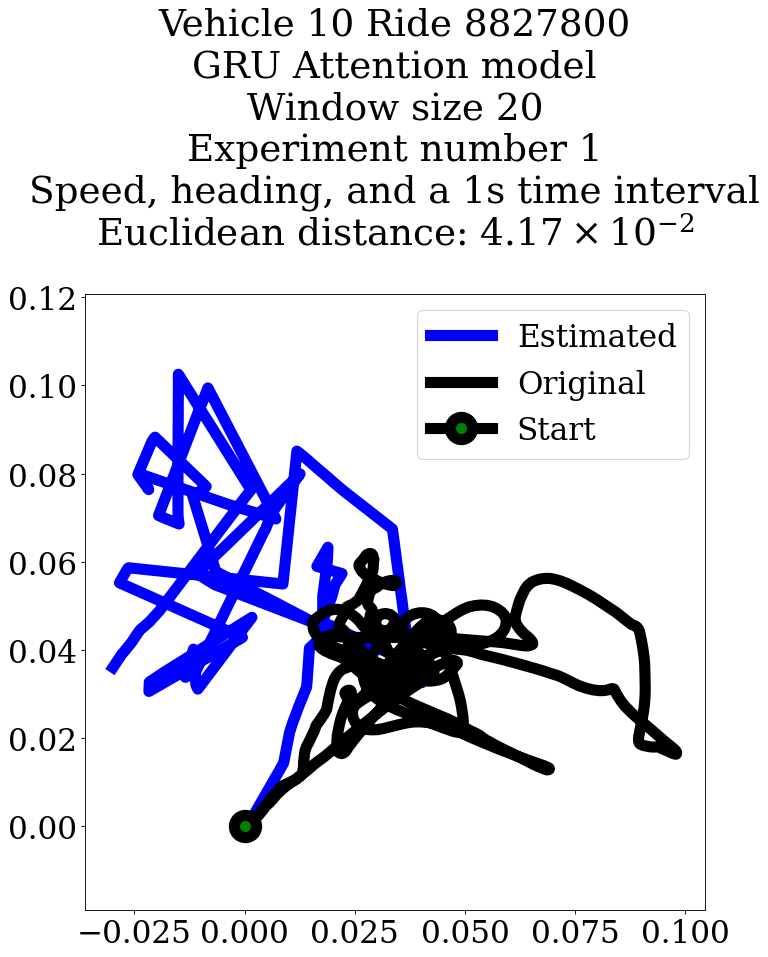 Vehicle 10 Ride 8827800
GRU Attention model
Window size 20
Experiment number 1
Speed, heading, and a 1s time interval
Euclidean distance: 4.17 × 10⁻²
0.12
0.10
0.08
0.06
0.04
0.02
0.00
Estimated
Original
Start
−0.025 0.000 0.025 0.050 0.075 0.100